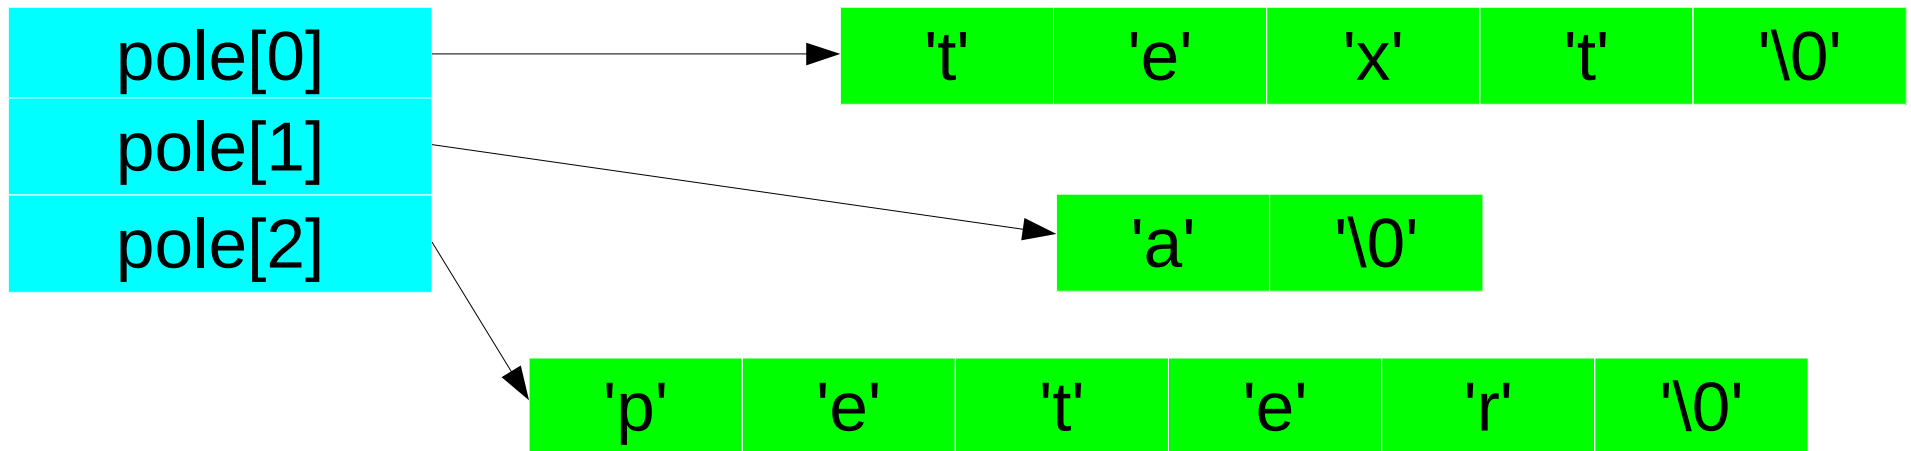 pole[0] 't' 'e' 'x' 't' '\0'
pole[1]
pole[2] 'a' '\0'
'p' 'e' 't' 'e' 'r' '\0'